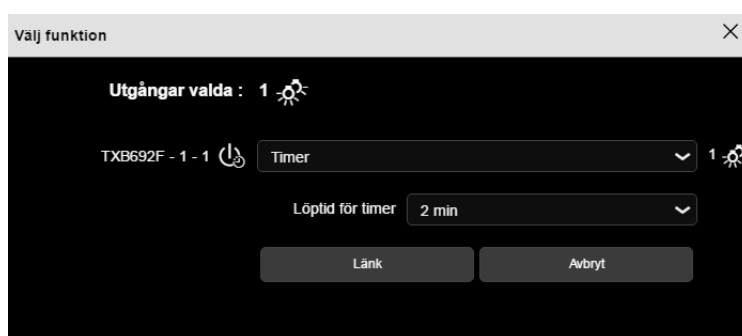 Välj funktion
Utgångar valda : 1
TXB692F - 1 - 1 Timer 1
Löptid för timer 2 min
Länk Avbryt